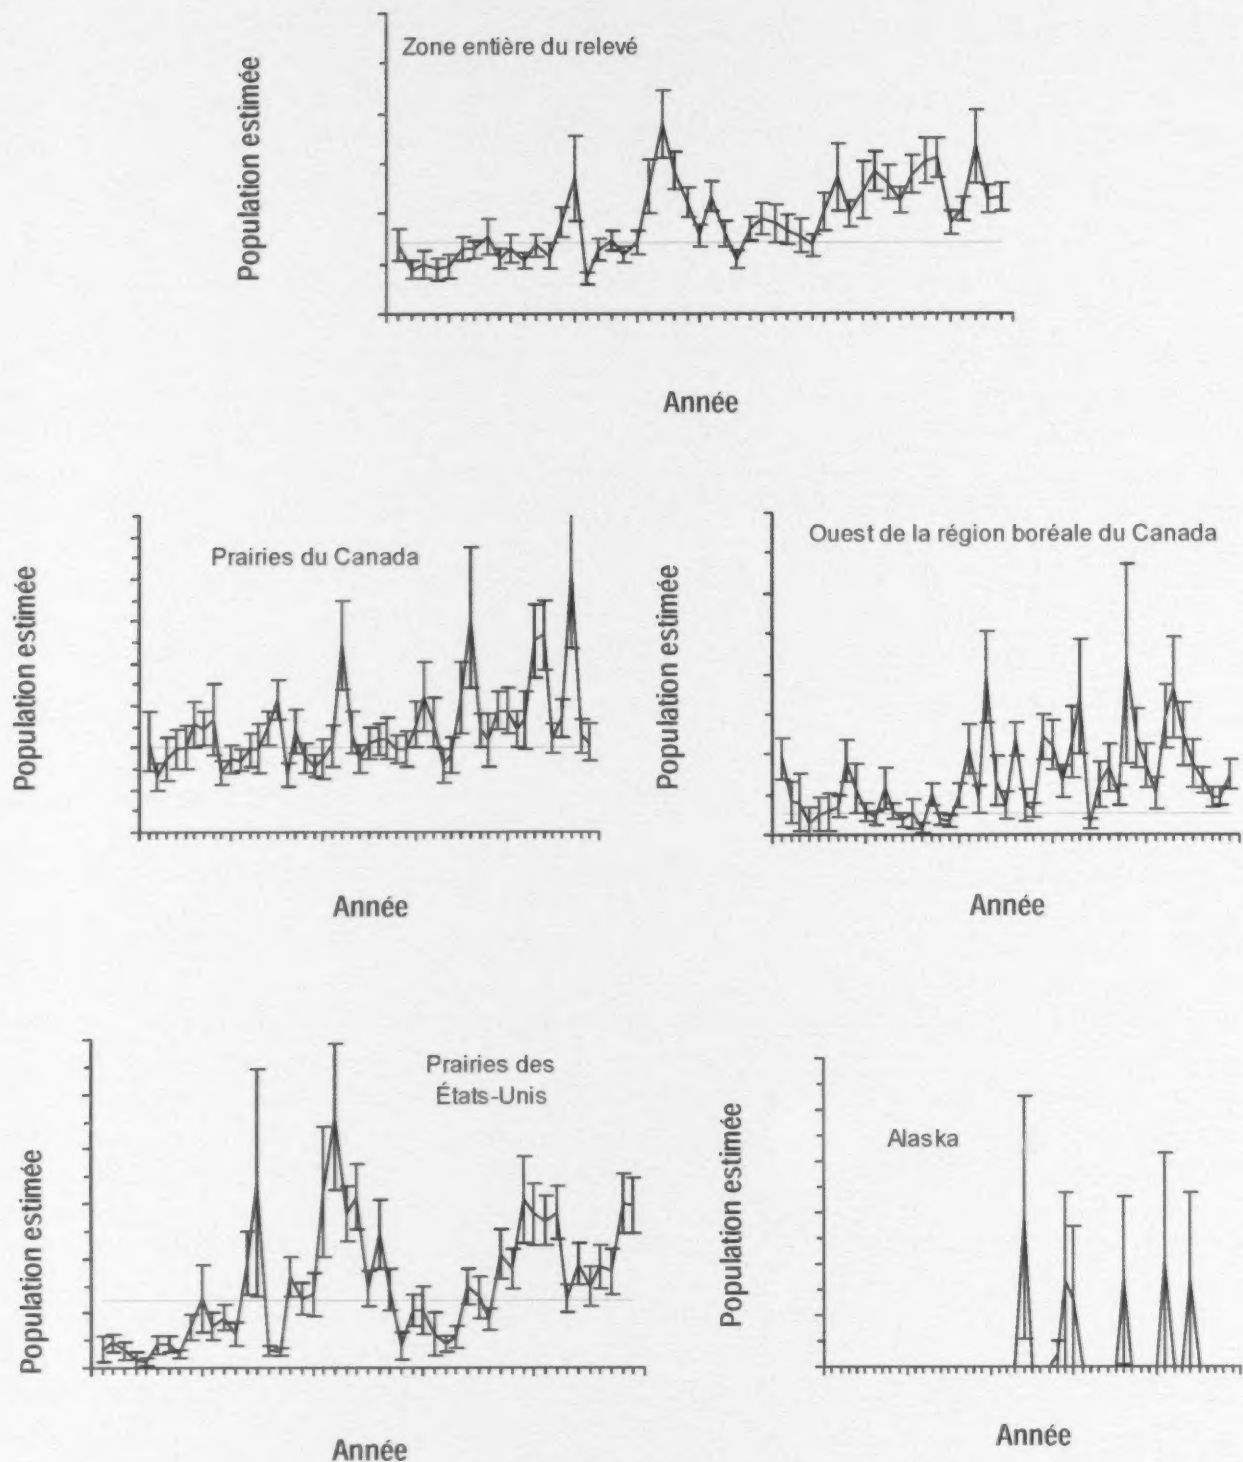 Zone entière du relevé
Population estimée
Année
Prairies du Canada
Population estimée
Année
Ouest de la région boréale du Canada
Population estimée
Année
Prairies des
États-Unis
Population estimée
Année
Alaska
Population estimée
Année